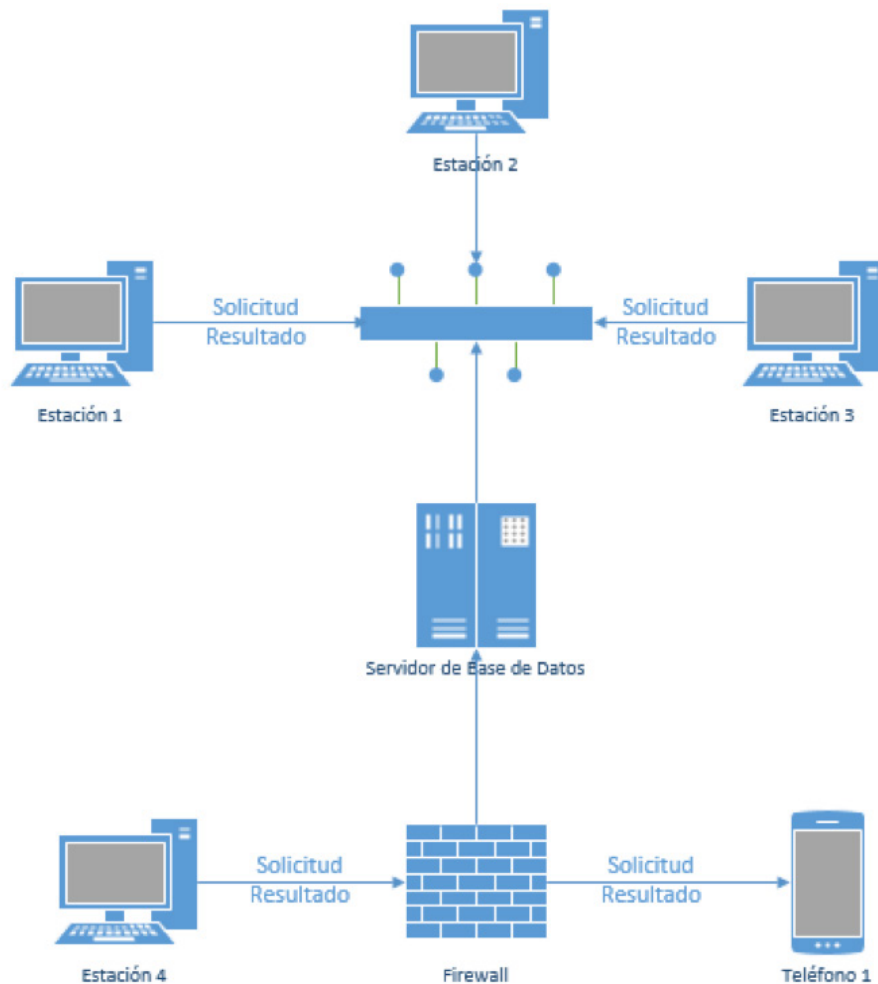 Estación 2
Solicitud
Resultado
Solicitud
Resultado
Estación 1
Estación 3
Servidor de Base de Datos
Solicitud
Resultado
Solicitud
Resultado
Estación 4
Firewall
Teléfono 1